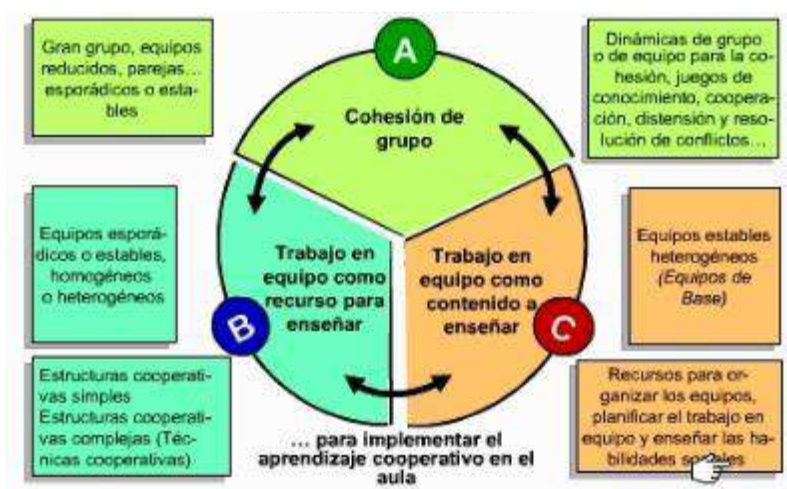 Gran grupo, equipos
reducidos, parejas...
esporádicos o esta-
bles
A
Dinámicas de grupo
o de equipo para la co-
hesión, juegos de
conocimiento, coopera-
ción, distensión y reso-
lución de conflictos...
Cohesión de
grupo
Equipos esporá-
dicos o estables,
homogéneos
o heterogéneos
Trabajo en
equipo como
recurso para
enseñar
B
Trabajo en
equipo como
contenido a
enseñar
C
Equipos estables
heterogéneos
(Equipos de
Base)
Estructuras cooperati-
vas simples
Estructuras cooperati-
vas complejas (Téc-
nicas cooperativas)
... para implementar el
aprendizaje cooperativo en el
aula
Recursos para or-
ganizar los equipos,
planificar el trabajo en
equipo y enseñar las ha-
bilidades sociales